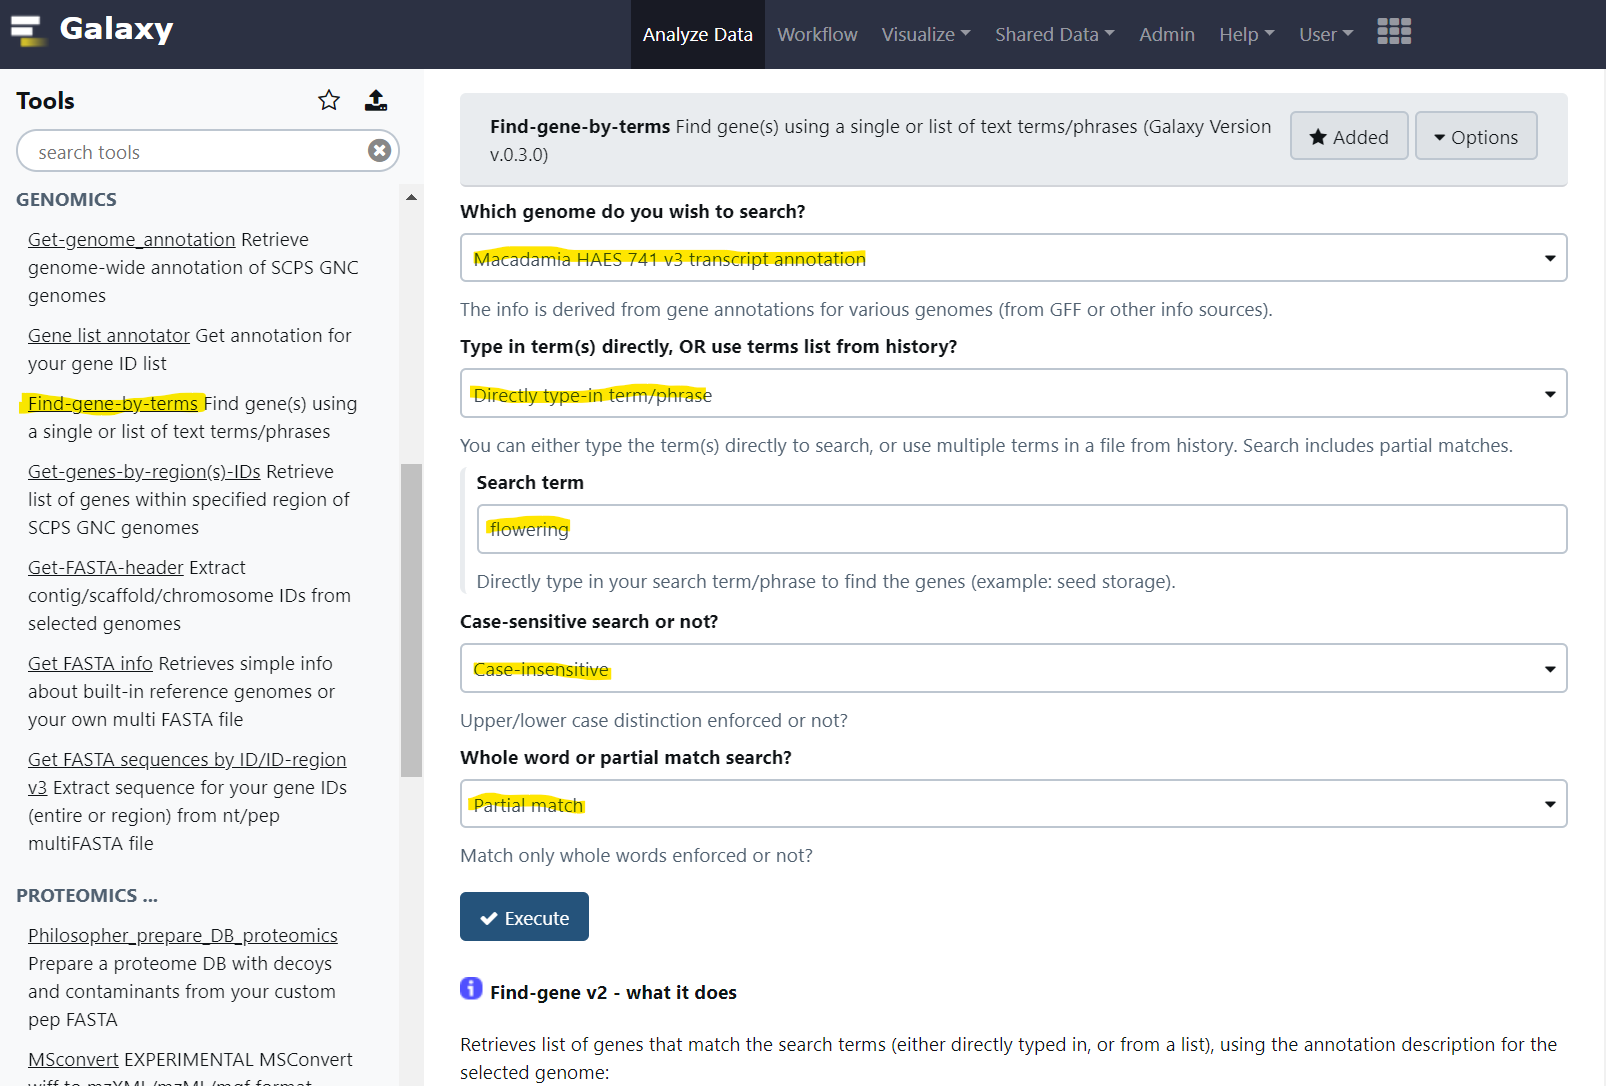 Galaxy
Analyze Data
Workflow
Visualize
Shared Data
Admin
Help
User
Tools
search tools
GENOMICS
Get-genome_annotation Retrieve
genome-wide annotation of SCPS GNC
genomes
Gene list annotator Get annotation for
your gene ID list
Find-gene-by-terms Find gene(s) using
a single or list of text terms/phrases
Get-genes-by-region(s)-IDs Retrieve
list of genes within specified region of
SCPS GNC genomes
Get-FASTA-header Extract
contig/scaffold/chromosome IDs from
selected genomes
Get FASTA info Retrieves simple info
about built-in reference genomes or
your own multi FASTA file
Get FASTA sequences by ID/ID-region
v3 Extract sequence for your gene IDs
(entire or region) from nt/pep
multiFASTA file
PROTEOMICS ...
Philosopher_prepare_DB_proteomics
Prepare a proteome DB with decoys
and contaminants from your custom
pep FASTA
MSconvert EXPERIMENTAL MSConvert
wiff to mzXML/mzML/mgf format
Find-gene-by-terms Find gene(s) using a single or list of text terms/phrases (Galaxy Version
v.0.3.0)
Added
Options
Which genome do you wish to search?
Macadamia HAES 741 v3 transcript annotation
The info is derived from gene annotations for various genomes (from GFF or other info sources).
Type in term(s) directly, OR use terms list from history?
Directly type-in term/phrase
You can either type the term(s) directly to search, or use multiple terms in a file from history. Search includes partial matches.
Search term
flowering
Directly type in your search term/phrase to find the genes (example: seed storage).
Case-sensitive search or not?
Case-insensitive
Upper/lower case distinction enforced or not?
Whole word or partial match search?
Partial match
Match only whole words enforced or not?
Execute
Find-gene v2 - what it does
Retrieves list of genes that match the search terms (either directly typed in, or from a list), using the annotation description for the
selected genome: